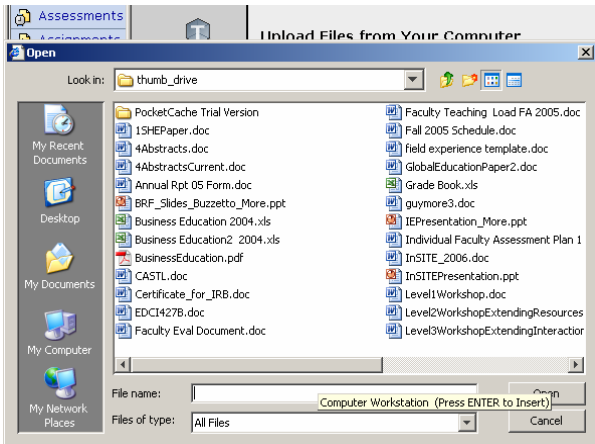 Assessments
Assignments
Upload Files from Your Computer
Open
Look in:
thumb_drive
My Recent
Documents
Desktop
My Documents
My Computer
My Network
Places
PocketCache Trial Version
1SHEPaper.doc
4Abstracts.doc
4AbstractsCurrent.doc
Annual Rpt 05 Form.doc
BRF_Slides_Buzzetto_More.ppt
Business Education 2004.xls
Business Education2 2004.xls
BusinessEducation.pdf
CASTL.doc
Certificate_for_IRB.doc
EDCI427B.doc
Faculty Eval Document.doc
Faculty Teaching Load FA 2005.doc
Fall 2005 Schedule.doc
field experience template.doc
GlobalEducationPaper2.doc
Grade Book.xls
guymore3.doc
IEPresentation_More.ppt
Individual Faculty Assessment Plan 1
InSITE_2006.doc
InSITEPresentation.ppt
Level1Workshop.doc
Level2WorkshopExtendingResources
Level3WorkshopExtendingInteraction
File name:
Open
Computer Workstation (Press ENTER to Insert)
Files of type:
All Files
Cancel